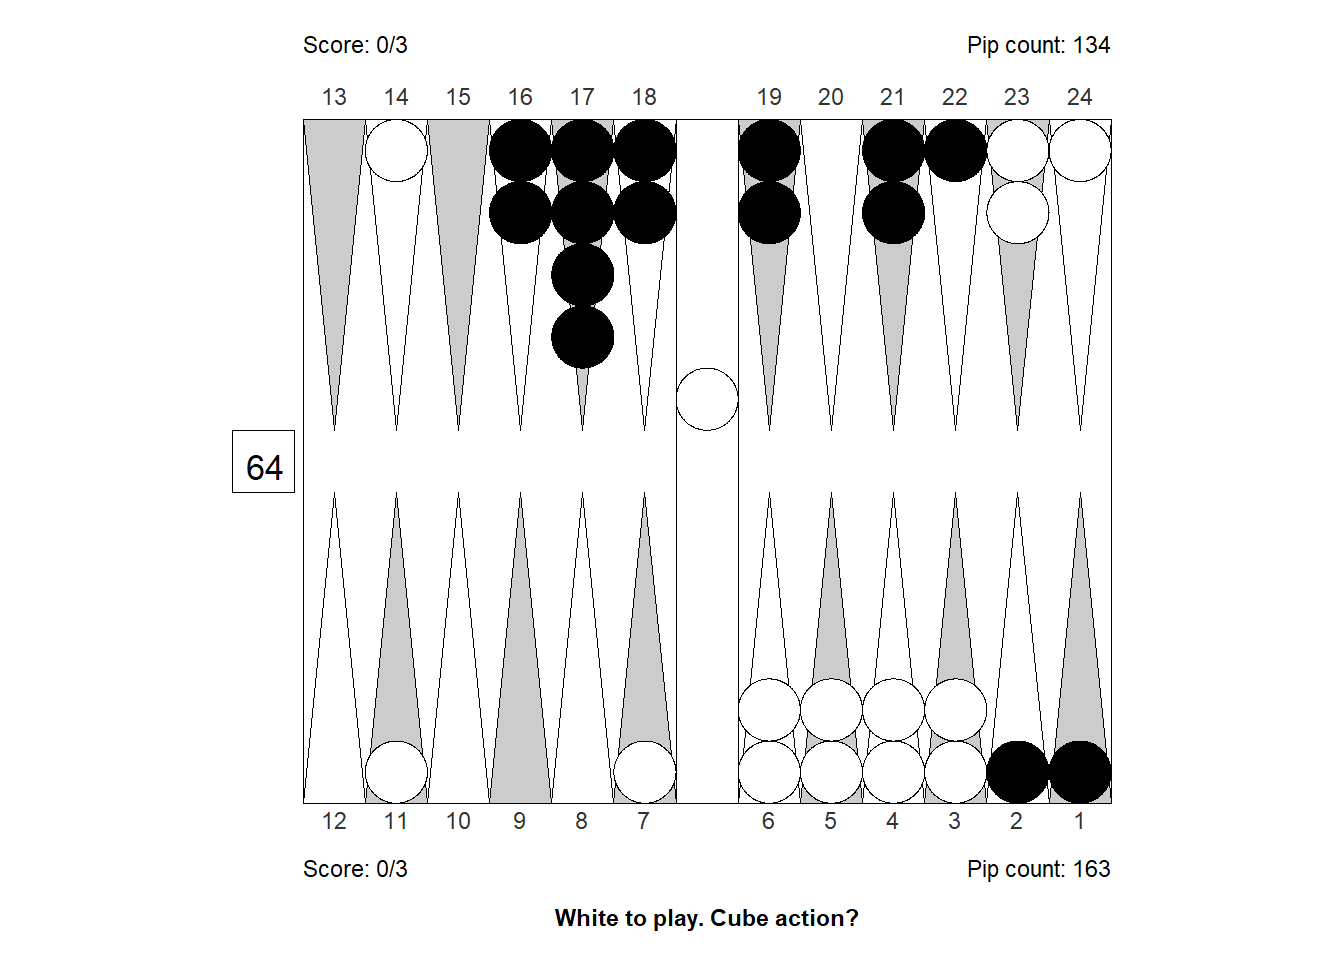 Score: 0/3 Pip count: 134
13 14 15 16 17 18 19 20 21 22 23 24
64
12 11 10 9 8 7 6 5 4 3 2 1
Score: 0/3 Pip count: 163
White to play. Cube action?